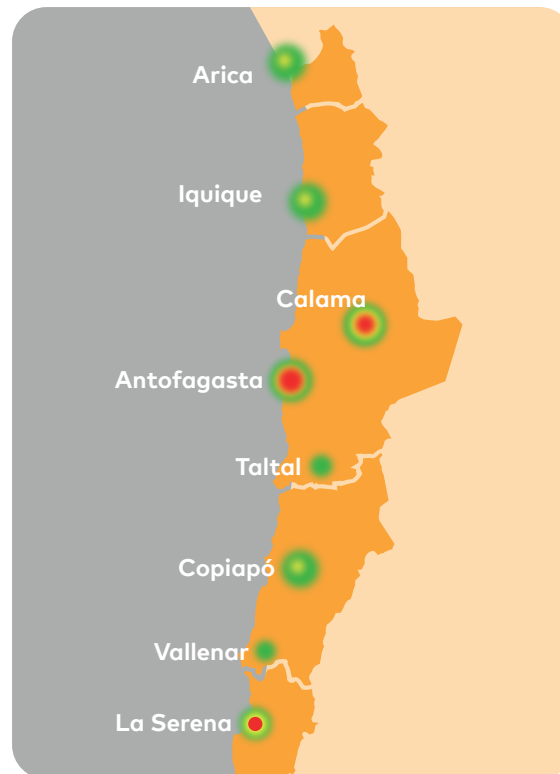 Arica
Iquique
Calama
Antofagasta
Taltal
Copiapó
Vallenar
La Serena